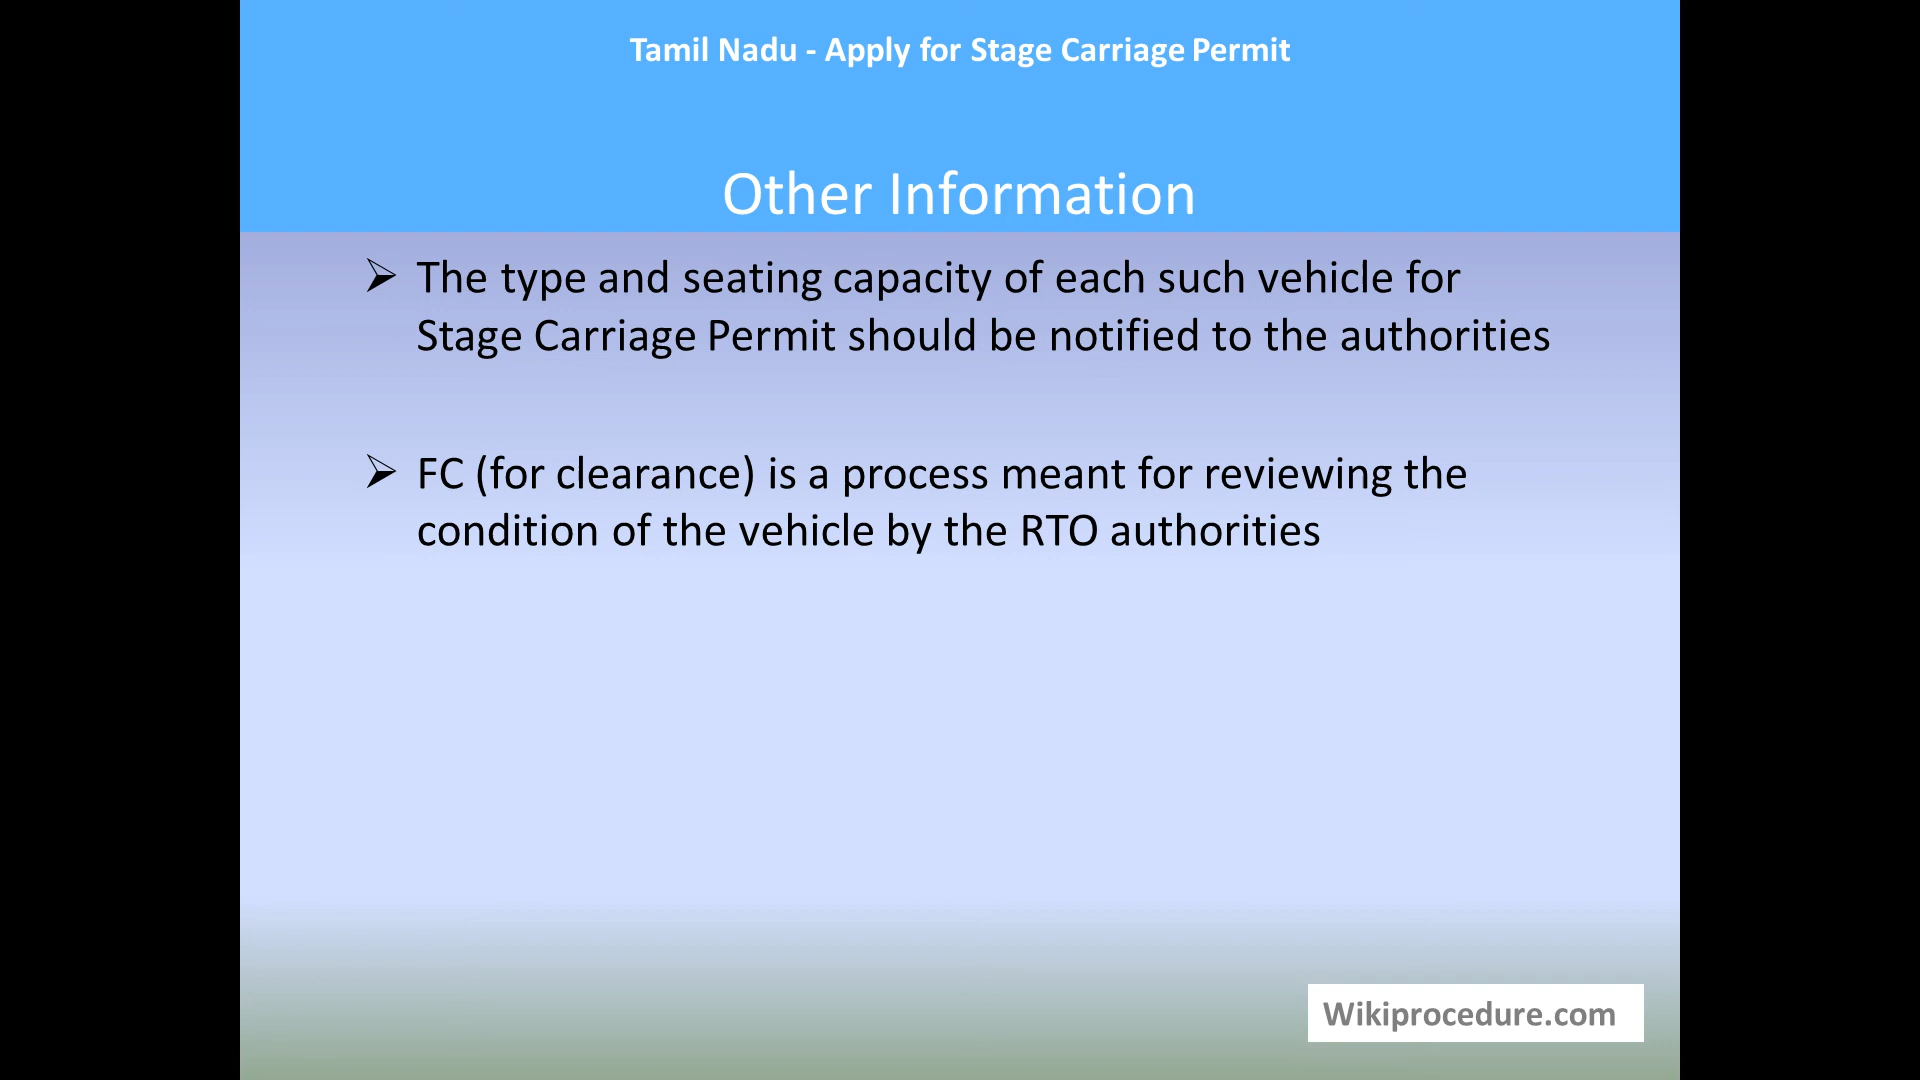 Tamil Nadu - Apply for Stage Carriage Permit
Other Information
➢ The type and seating capacity of each such vehicle for
Stage Carriage Permit should be notified to the authorities
➢ FC (for clearance) is a process meant for reviewing the
condition of the vehicle by the RTO authorities
Wikiprocedure.com